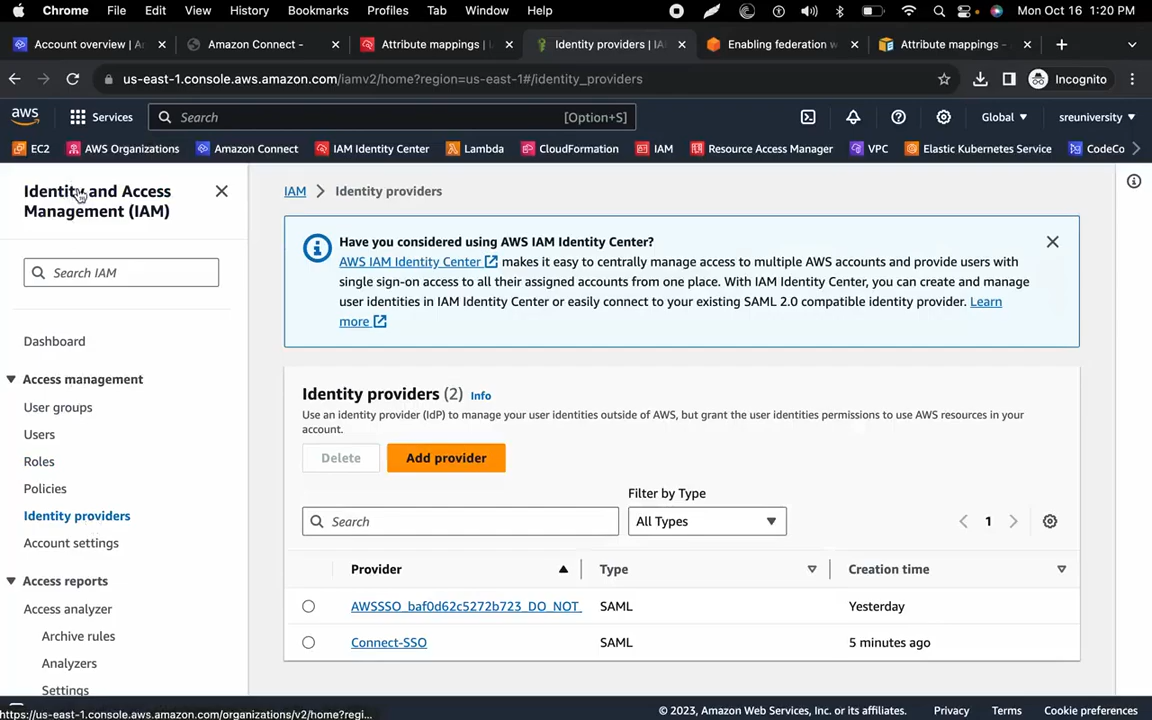 Chrome File Edit View History Bookmarks Profiles Tab Window Help Mon Oct 16 1:20 PM
Account overview | A Amazon Connect - Attribute mappings | Identity providers | IA Enabling federation w Attribute mappings -
us-east-1.console.aws.amazon.com/iamv2/home?region=us-east-1#/identity_providers Incognito
aws Services Search [Option+S] Global sreuniversity
EC2 AWS Organizations Amazon Connect IAM Identity Center Lambda CloudFormation IAM Resource Access Manager VPC Elastic Kubernetes Service CodeCo
Identity and Access
Management (IAM)
Search IAM
Dashboard
Access management
User groups
Users
Roles
Policies
Identity providers
Account settings
Access reports
Access analyzer
Archive rules
Analyzers
Settings
IAM > Identity providers
Have you considered using AWS IAM Identity Center?
AWS IAM Identity Center makes it easy to centrally manage access to multiple AWS accounts and provide users with
single sign-on access to all their assigned accounts from one place. With IAM Identity Center, you can create and manage
user identities in IAM Identity Center or easily connect to your existing SAML 2.0 compatible identity provider. Learn
more
Identity providers (2) Info
Use an identity provider (IdP) to manage your user identities outside of AWS, but grant the user identities permissions to use AWS resources in your
account.
Delete Add provider
Filter by Type
Search All Types 1
Provider Type Creation time
AWSSSO_baf0d62c5272b723_DO_NOT_ SAML Yesterday
Connect-SSO SAML 5 minutes ago
https://us-east-1.console.aws.amazon.com/organizations/v2/home?regi...
© 2023, Amazon Web Services, Inc. or its affiliates. Privacy Terms Cookie preferences